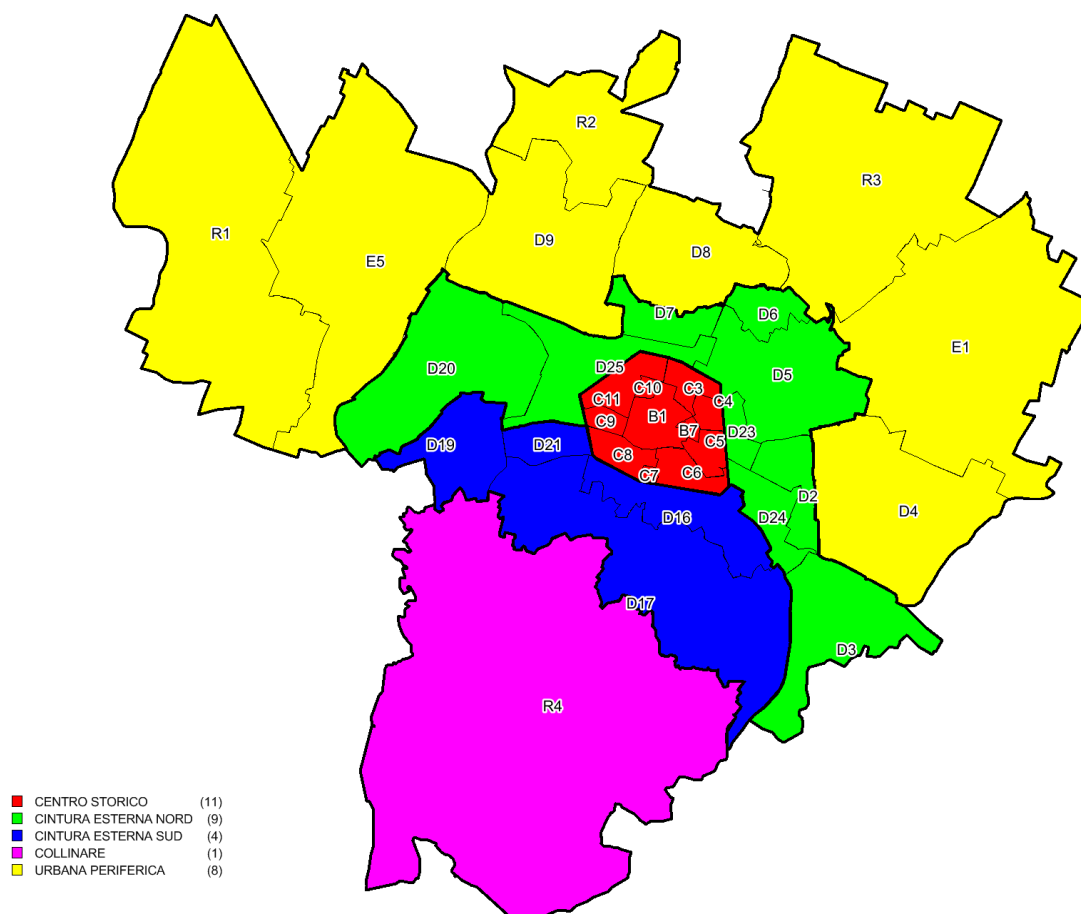 R2
R3
R1
D9
D8
E5
D7
D6
E1
D25
D20
D5
C10
C3
C11
C4
B1
C9
B7
D23
C5
D19
D21
C8
C7
C6
D2
D4
D16
D24
D17
D3
R4
CENTRO STORICO (11)
CINTURA ESTERNA NORD (9)
CINTURA ESTERNA SUD (4)
COLLINARE (1)
URBANA PERIFERICA (8)